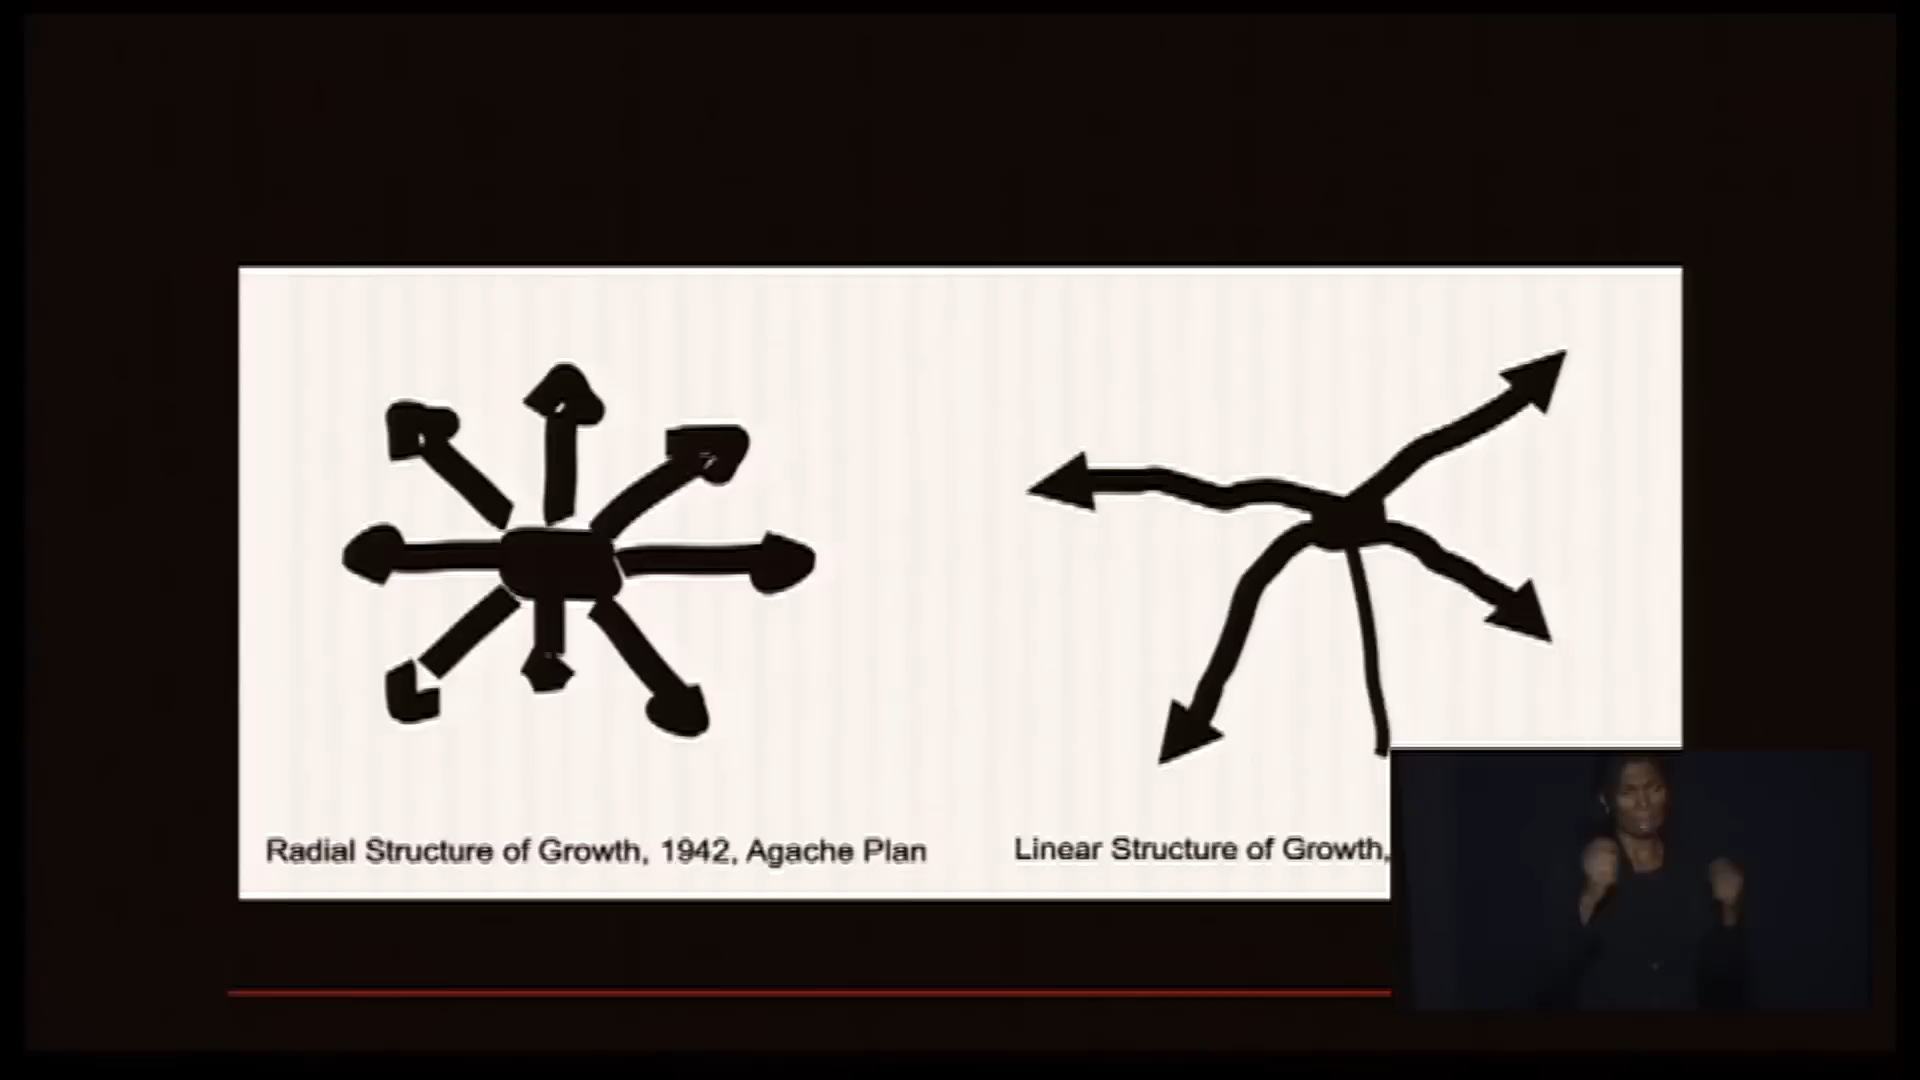 Radial Structure of Growth, 1942, Agache Plan
Linear Structure of Growth,